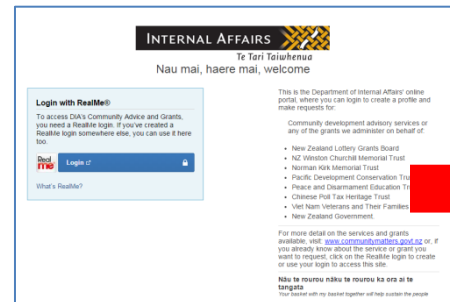 INTERNAL AFFAIRS
Te Tari Taiwhenua
Nau mai, haere mai, welcome
Login with RealMe®
To access DIA's Community Advice and Grants,
you need a RealMe login. If you've created a
RealMe login somewhere else, you can use it here
too.
Real me
Login
What's RealMe?
This is the Department of Internal Affairs' online
portal, where you can login to create a profile and
make requests for:
Community development advisory services or
any of the grants we administer on behalf of:
• New Zealand Lottery Grants Board
• NZ Winston Churchill Memorial Trust
• Norman Kirk Memorial Trust
• Pacific Development Conservation
• Peace and Disarmament Education
• Chinese Poll Tax Heritage Trust
• Viet Nam Veterans and Their Families
• New Zealand Government.
For more detail on the services and grants
available, visit: www.communitymatters.govt.nz or, if
you already know about the service or grant you
want to request, click on the RealMe login to create
or use your login to access this site.
Nāu te rourou nāku te rourou ka ora ai te
tangata
Your basket with my basket together will help sustain the people